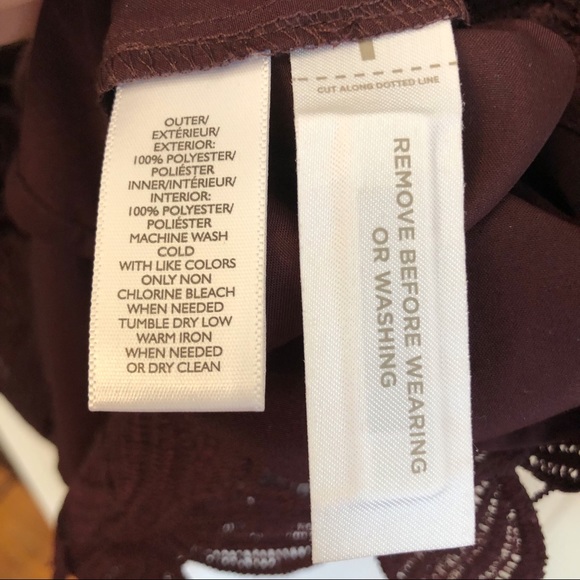 OUTER/
EXTÉRIEUR/
EXTERIOR:
100% POLYESTER/
POLIÉSTER
INNER/INTÉRIEUR/
INTERIOR:
100% POLYESTER/
POLIÉSTER
MACHINE WASH
COLD
WITH LIKE COLORS
ONLY NON
CHLORINE BLEACH
WHEN NEEDED
TUMBLE DRY LOW
WARM IRON
WHEN NEEDED
OR DRY CLEAN
CUT ALONG DOTTED LINE
REMOVE BEFORE WEARING
OR WASHING